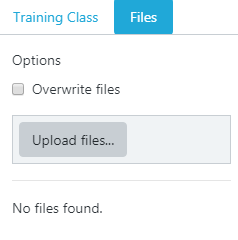 Training Class Files
Options
Overwrite files
Upload files...
No files found.